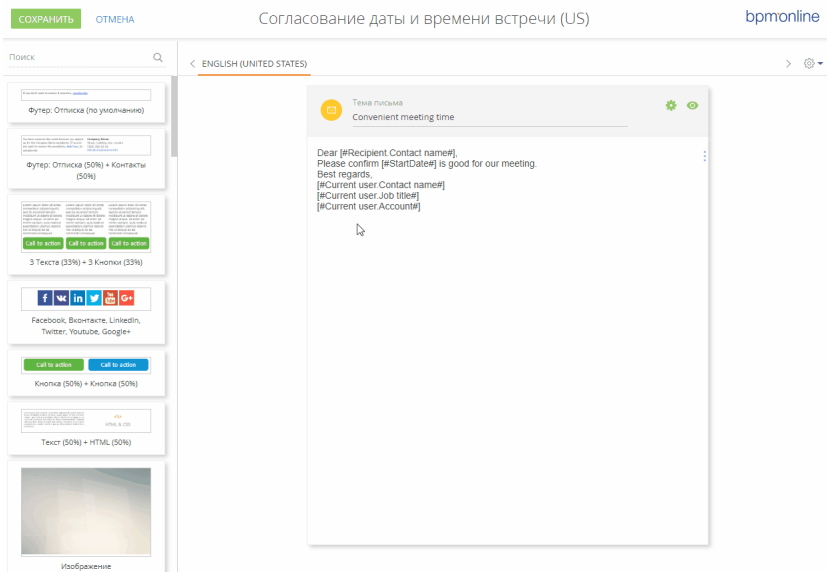 СОХРАНИТЬ
ОТМЕНА
Согласование даты и времени встречи (US)
bpmonline
Поиск
ENGLISH (UNITED STATES)
Футер: Отписка (по умолчанию)
Футер: Отписка (50%) + Контакты
(50%)
Call to action
Call to action
Call to action
3 Текста (33%) + 3 Кнопки (33%)
Facebook, Вконтакте, LinkedIn,
Twitter, Youtube, Google+
Call to action
Call to action
Кнопка (50%) + Кнопка (50%)
HTML & CSS
Текст (50%) + HTML (50%)
Изображение
Тема письма
Convenient meeting time
Dear [#Recipient.Contact name#],
Please confirm [#StartDate#] is good for our meeting.
Best regards,
[#Current user.Contact name#]
[#Current user.Job title#]
[#Current user.Account#]